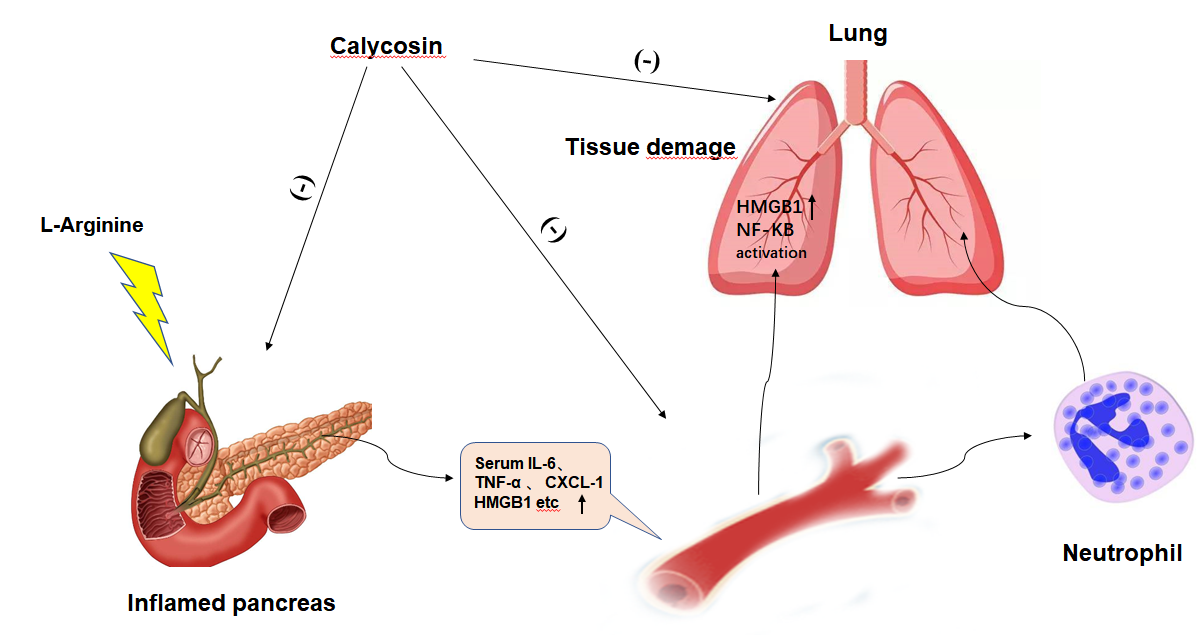 Lung
Calycosin
(-)
Tissue demage
(-)
HMGB1↑
NF-KB
activation
L-Arginine
(-)
Serum IL-6、
TNF-α 、 CXCL-1
HMGB1 etc ↑
Neutrophil
Inflamed pancreas